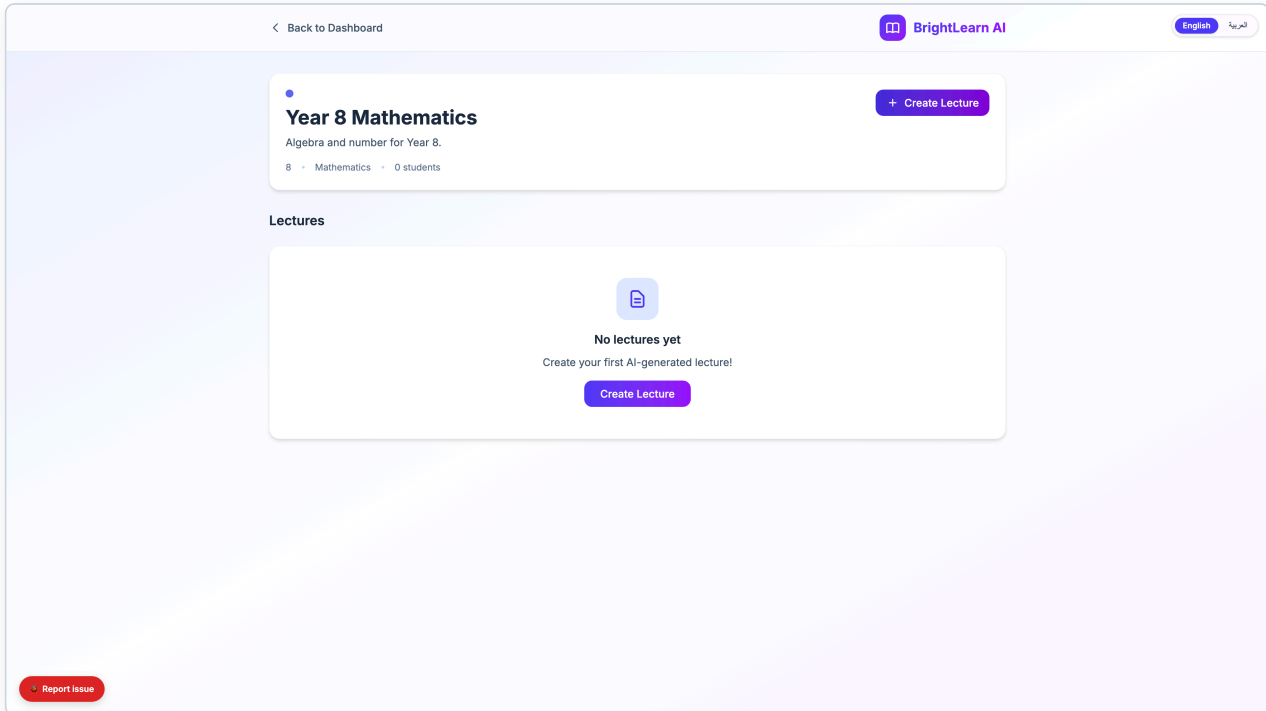 Back to Dashboard
BrightLearn AI
English
العربية
Year 8 Mathematics
+ Create Lecture
Algebra and number for Year 8.
8 • Mathematics • 0 students
Lectures
No lectures yet
Create your first AI-generated lecture!
Create Lecture
Report issue